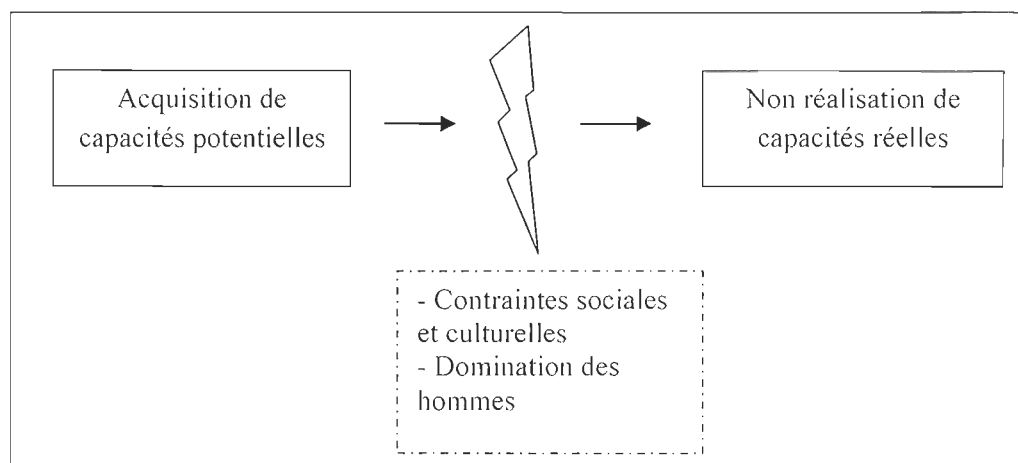 Acquisition de
capacités potentielles
Non réalisation de
capacités réelles
- Contraintes sociales
et culturelles
- Domination des
hommes